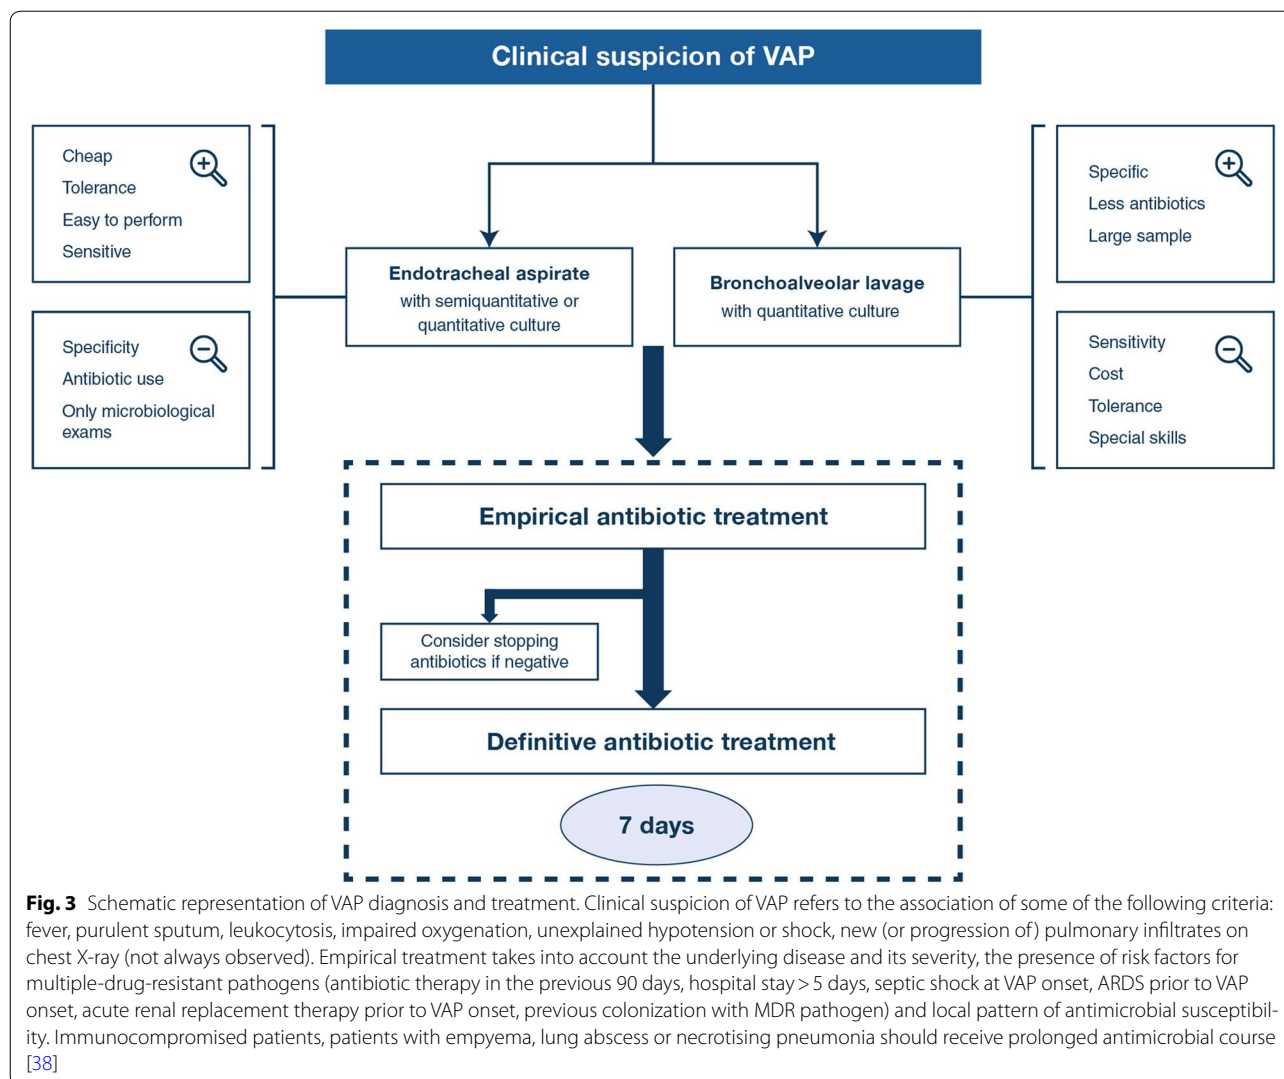 Clinical suspicion of VAP
Cheap
Tolerance
Easy to perform
Sensitive
Specificity
Antibiotic use
Only microbiological
exams
Endotracheal aspirate
with semiquantitative or
quantitative culture
Bronchoalveolar lavage
with quantitative culture
Specific
Less antibiotics
Large sample
Sensitivity
Cost
Tolerance
Special skills
Empirical antibiotic treatment
Consider stopping
antibiotics if negative
Definitive antibiotic treatment
7 days
Fig. 3 Schematic representation of VAP diagnosis and treatment. Clinical suspicion of VAP refers to the association of some of the following criteria:
fever, purulent sputum, leukocytosis, impaired oxygenation, unexplained hypotension or shock, new (or progression of) pulmonary infiltrates on
chest X-ray (not always observed). Empirical treatment takes into account the underlying disease and its severity, the presence of risk factors for
multiple-drug-resistant pathogens (antibiotic therapy in the previous 90 days, hospital stay > 5 days, septic shock at VAP onset, ARDS prior to VAP
onset, acute renal replacement therapy prior to VAP onset, previous colonization with MDR pathogen) and local pattern of antimicrobial susceptibil-
ity. Immunocompromised patients, patients with empyema, lung abscess or necrotising pneumonia should receive prolonged antimicrobial course
[38]